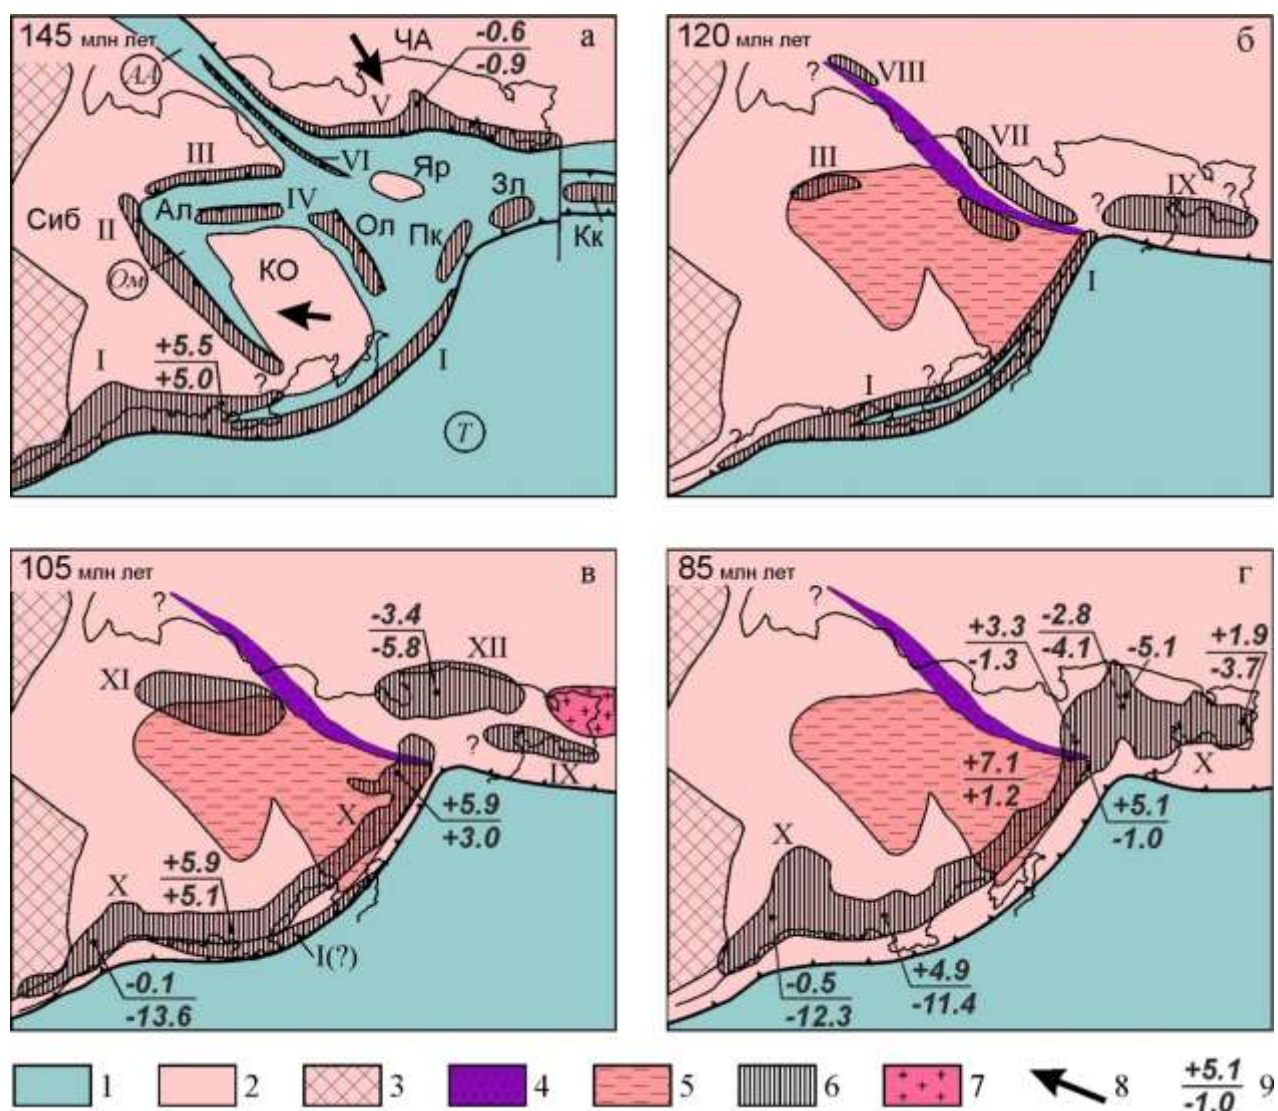 145 млн лет
а
АА
ЧА
-0.6
-0.9
V
III
VI
Яр
Зл
IV
Ал
Сиб
II
Ол
Пк
Кк
Ом
КО
I
+5.5
+5.0
?
I
Т
120 млн лет
б
?
VIII
VII
III
IX
?
?
I
I
?
?
105 млн лет
в
?
-3.4
-5.8
XII
XI
?
IX
X
+5.9
+3.0
+5.9
+5.1
X
I(?)
-0.1
-13.6
85 млн лет
г
?
+3.3
-1.3
-2.8
-4.1
-5.1
+1.9
-3.7
+7.1
+1.2
X
+5.1
-1.0
X
-0.5
-12.3
+4.9
-11.4
1
2
3
4
5
6
7
8
+5.1
-1.0
9